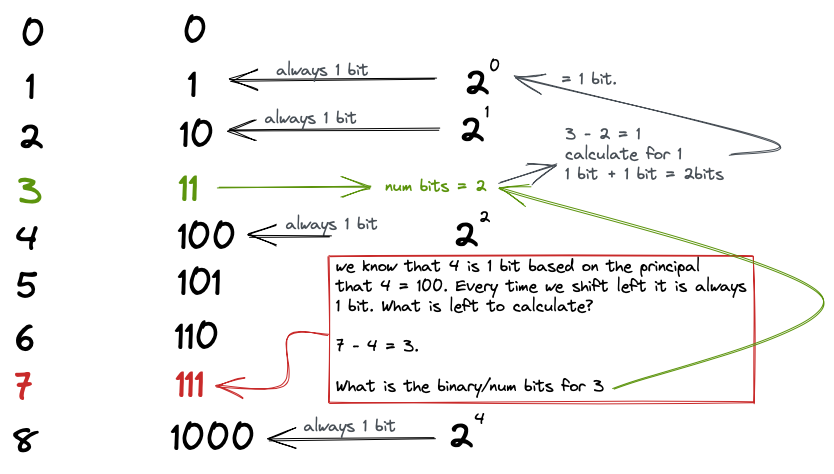 0 0
1 1 always 1 bit 2^0 = 1 bit.
2 10 always 1 bit 2^1
3 - 2 = 1
calculate for 1
1 bit + 1 bit = 2bits
3 11 num bits = 2
4 100 always 1 bit 2^2
5 101
6 110
7 111
we know that 4 is 1 bit based on the principal
that 4 = 100. Every time we shift left it is always
1 bit. What is left to calculate?
7 - 4 = 3.
What is the binary/num bits for 3
8 1000 always 1 bit 2^4